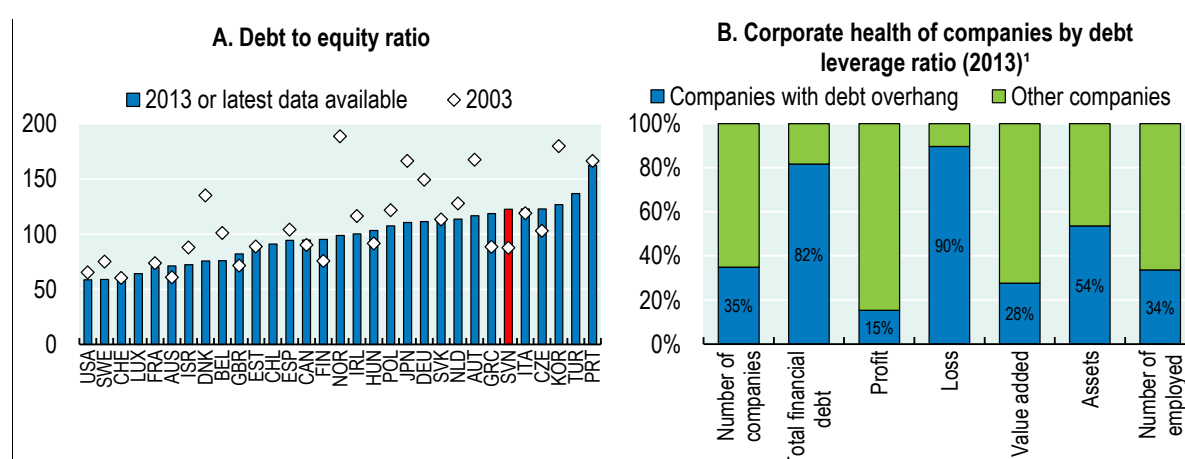 A. Debt to equity ratio
2013 or latest data available
2003
200
150
100
50
0
USA
SWE
CHE
LUX
FRA
AUS
ISR
DNK
BEL
GBR
EST
CHL
ESP
CAN
FIN
NOR
IRL
HUN
POL
JPN
DEU
SVK
NLD
AUT
GRC
SVN
ITA
CZE
KOR
TUR
PRT
B. Corporate health of companies by debt
leverage ratio (2013)¹
Companies with debt overhang
Other companies
100%
80%
60%
40%
20%
0%
35%
82%
15%
90%
28%
54%
34%
Number of
companies
Total financial
debt
Profit
Loss
Value added
Assets
Number of
employed